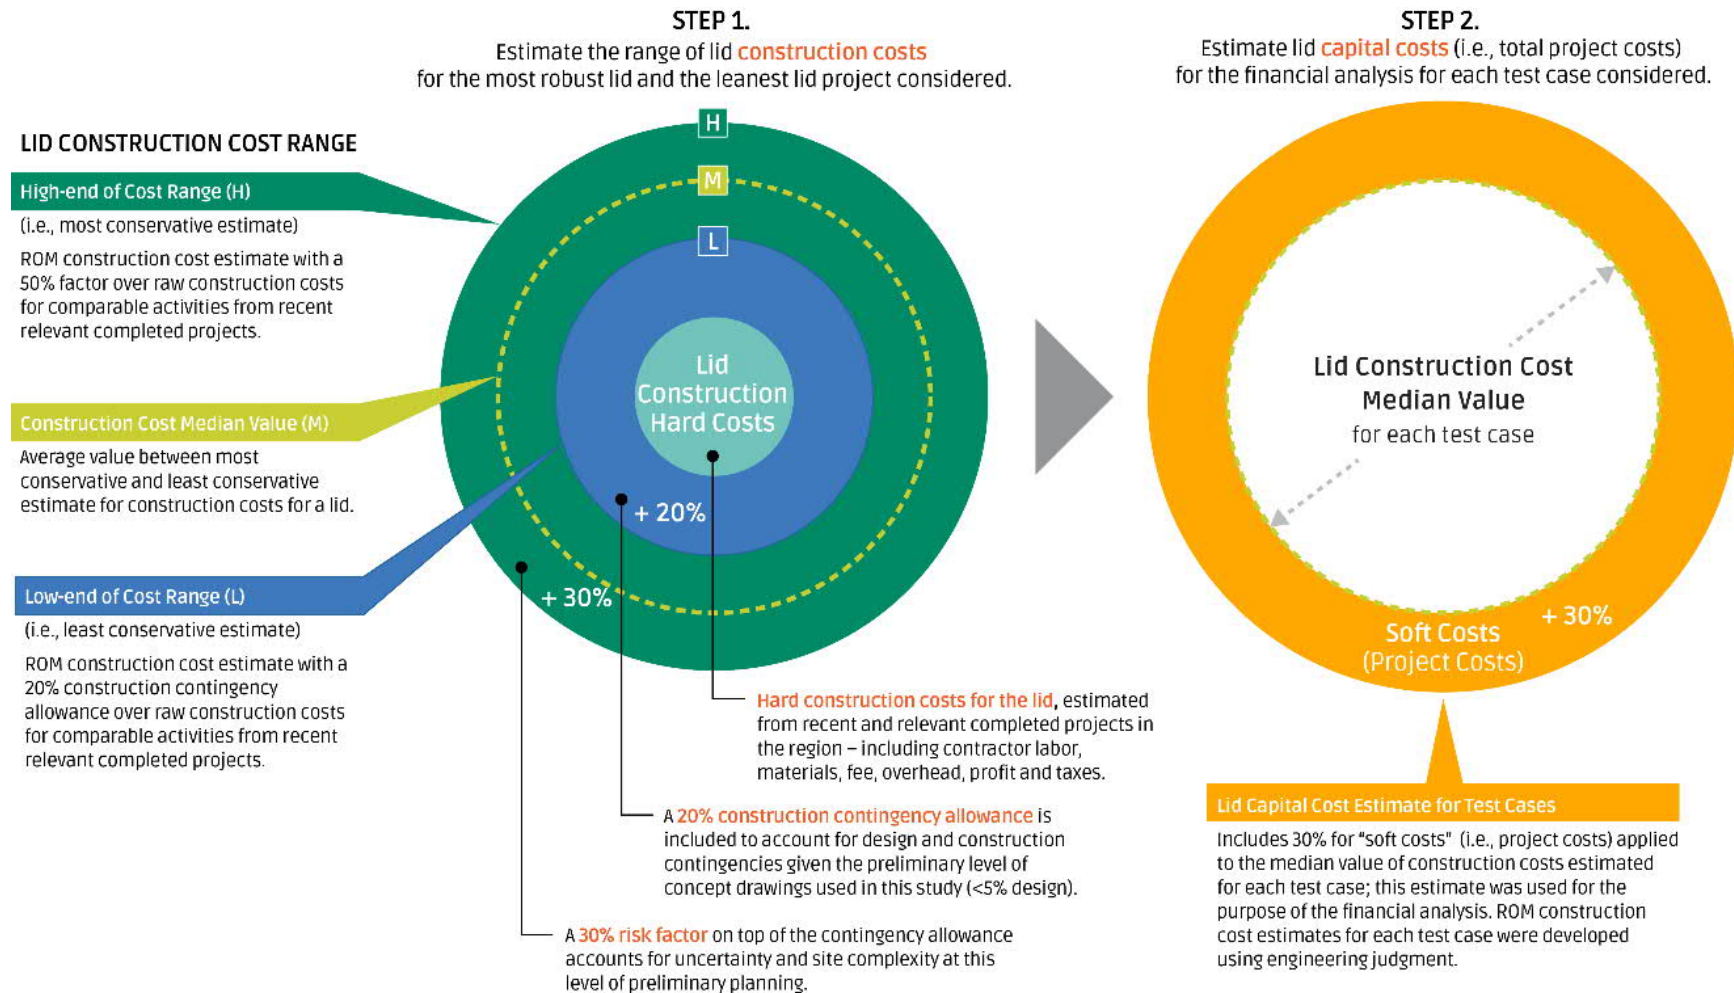 STEP 1.
Estimate the range of lid construction costs
for the most robust lid and the leanest lid project considered.
LID CONSTRUCTION COST RANGE
High-end of Cost Range (H)
(i.e., most conservative estimate)
ROM construction cost estimate with a
50% factor over raw construction costs
for comparable activities from recent
relevant completed projects.
Construction Cost Median Value (M)
Average value between most
conservative and least conservative
estimate for construction costs for a lid.
Low-end of Cost Range (L)
(i.e., least conservative estimate)
ROM construction cost estimate with a
20% construction contingency
allowance over raw construction costs
for comparable activities from recent
relevant completed projects.
H
M
L
Lid
Construction
Hard Costs
+ 20%
+ 30%
Hard construction costs for the lid, estimated
from recent and relevant completed projects in
the region – including contractor labor,
materials, fee, overhead, profit and taxes.
A 20% construction contingency allowance is
included to account for design and construction
contingencies given the preliminary level of
concept drawings used in this study (<5% design).
A 30% risk factor on top of the contingency allowance
accounts for uncertainty and site complexity at this
level of preliminary planning.
STEP 2.
Estimate lid capital costs (i.e., total project costs)
for the financial analysis for each test case considered.
Lid Construction Cost
Median Value
for each test case
+ 30%
Soft Costs
(Project Costs)
Lid Capital Cost Estimate for Test Cases
Includes 30% for “soft costs” (i.e., project costs) applied
to the median value of construction costs estimated
for each test case; this estimate was used for the
purpose of the financial analysis. ROM construction
cost estimates for each test case were developed
using engineering judgment.